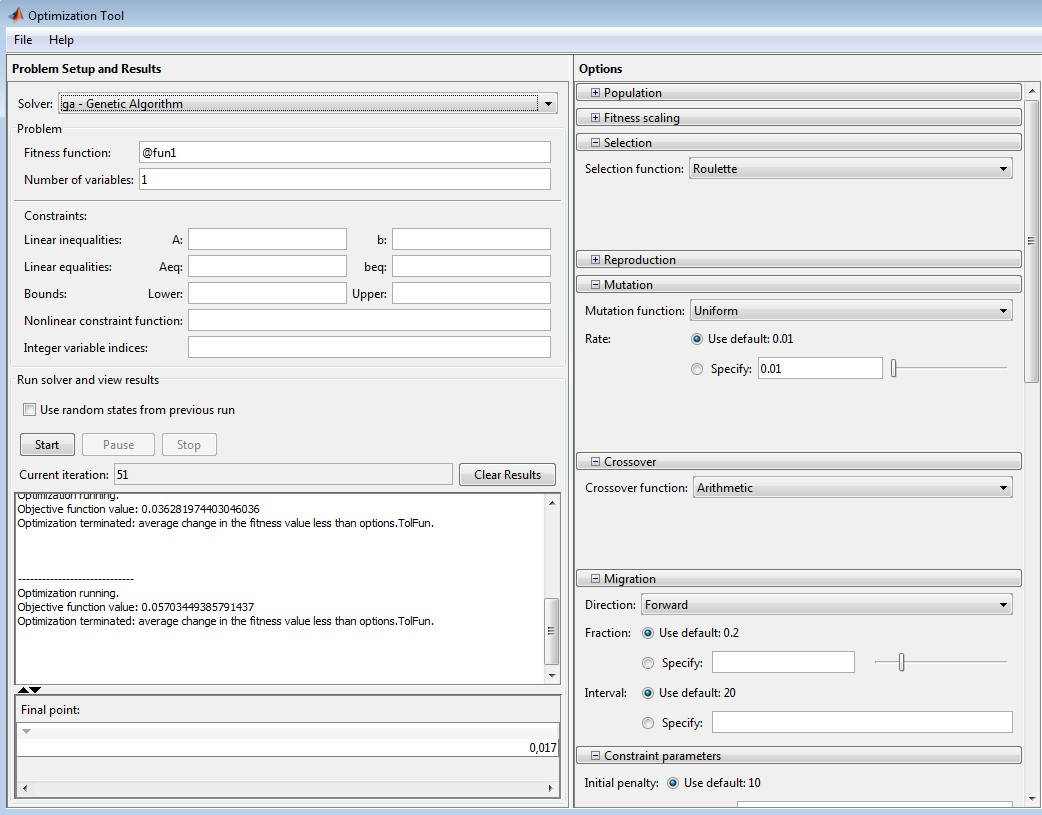 Optimization Tool
File Help
Problem Setup and Results
Solver: ga - Genetic Algorithm
Problem
Fitness function: @fun1
Number of variables: 1
Constraints:
Linear inequalities: A: b:
Linear equalities: Aeq: beq:
Bounds: Lower: Upper:
Nonlinear constraint function:
Integer variable indices:
Run solver and view results
Use random states from previous run
Start Pause Stop
Current iteration: 51 Clear Results
Optimization running.
Objective function value: 0.036281974403046036
Optimization terminated: average change in the fitness value less than options.TolFun.
-----------------------------
Optimization running.
Objective function value: 0.05703449385791437
Optimization terminated: average change in the fitness value less than options.TolFun.
Final point:
0,017
Options
Population
Fitness scaling
Selection
Selection function: Roulette
Reproduction
Mutation
Mutation function: Uniform
Rate: Use default: 0.01
Specify: 0.01
Crossover
Crossover function: Arithmetic
Migration
Direction: Forward
Fraction: Use default: 0.2
Specify:
Interval: Use default: 20
Specify:
Constraint parameters
Initial penalty: Use default: 10